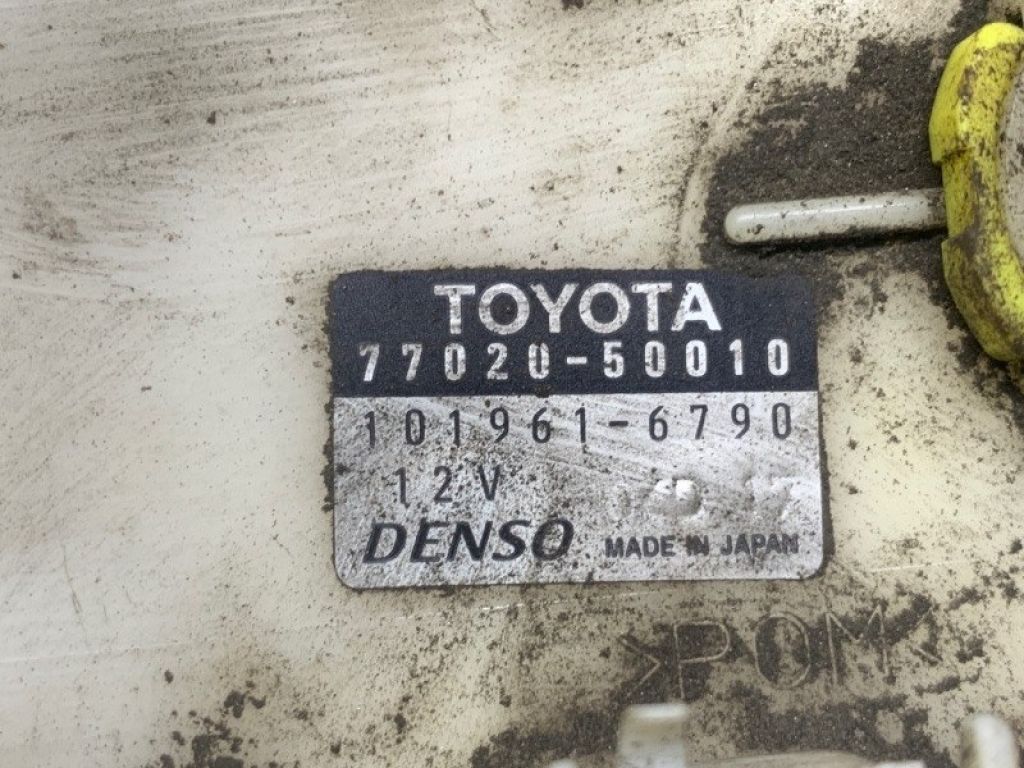 TOYOTA
77020-50010
101961-6790
12V
DENSO MADE IN JAPAN
>POM<